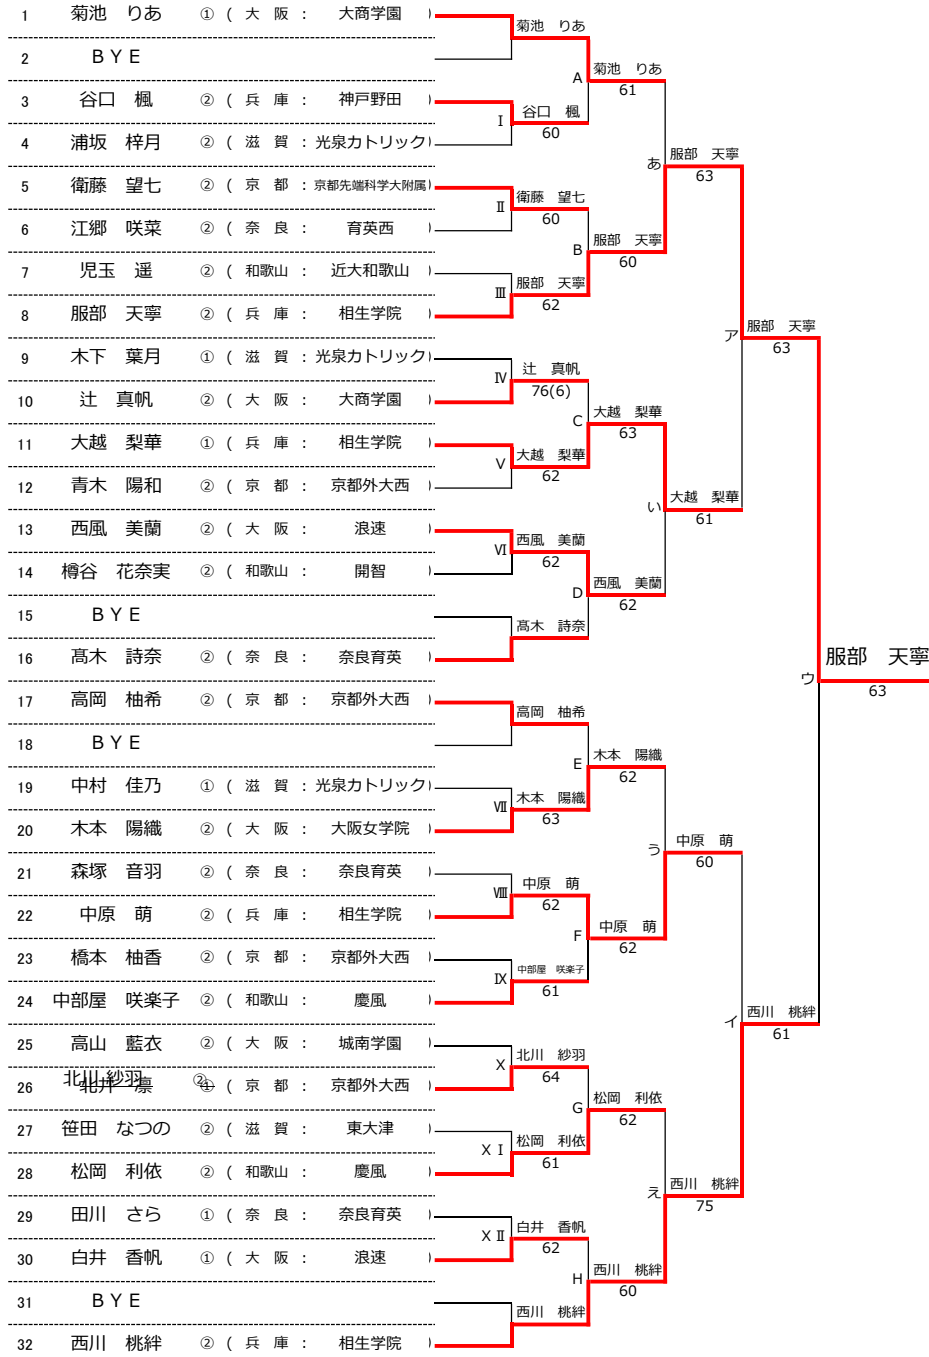 1 菊池 りあ ① ( 大 阪 : 大商学園 )
2 ＢＹＥ
3 谷口 楓 ② ( 兵 庫 : 神戸野田 )
4 浦坂 梓月 ② ( 滋 賀 : 光泉カトリック )
5 衛藤 望七 ② ( 京 都 : 京都先端科学大附属 )
6 江郷 咲菜 ② ( 奈 良 : 育英西 )
7 児玉 遥 ② ( 和歌山 : 近大和歌山 )
8 服部 天寧 ② ( 兵 庫 : 相生学院 )
9 木下 葉月 ① ( 滋 賀 : 光泉カトリック )
10 辻 真帆 ② ( 大 阪 : 大商学園 )
11 大越 梨華 ① ( 兵 庫 : 相生学院 )
12 青木 陽和 ② ( 京 都 : 京都外大西 )
13 西風 美蘭 ② ( 大 阪 : 浪速 )
14 樽谷 花奈実 ② ( 和歌山 : 開智 )
15 ＢＹＥ
16 髙木 詩奈 ② ( 奈 良 : 奈良育英 )
17 高岡 柚希 ② ( 京 都 : 京都外大西 )
18 ＢＹＥ
19 中村 佳乃 ① ( 滋 賀 : 光泉カトリック )
20 木本 陽織 ② ( 大 阪 : 大阪女学院 )
21 森塚 音羽 ② ( 奈 良 : 奈良育英 )
22 中原 萌 ② ( 兵 庫 : 相生学院 )
23 橋本 柚香 ② ( 京 都 : 京都外大西 )
24 中部屋 咲楽子 ② ( 和歌山 : 慶風 )
25 高山 藍衣 ② ( 大 阪 : 城南学園 )
北川 紗羽 ②
26 北井 凛 ① ( 京 都 : 京都外大西 )
27 笹田 なつの ② ( 滋 賀 : 東大津 )
28 松岡 利依 ② ( 和歌山 : 慶風 )
29 田川 さら ① ( 奈 良 : 奈良育英 )
30 白井 香帆 ① ( 大 阪 : 浪速 )
31 ＢＹＥ
32 西川 桃絆 ② ( 兵 庫 : 相生学院 )
菊池 りあ
Ⅰ 谷口 楓
60
Ⅱ 衛藤 望七
60
Ⅲ 服部 天寧
62
Ⅳ 辻 真帆
76(6)
Ⅴ 大越 梨華
62
Ⅵ 西風 美蘭
62
髙木 詩奈
高岡 柚希
Ⅶ 木本 陽織
63
Ⅷ 中原 萌
62
Ⅸ 中部屋 咲楽子
61
Ⅹ 北川 紗羽
64
ＸⅠ 松岡 利依
61
ＸⅡ 白井 香帆
62
西川 桃絆
A 菊池 りあ
61
B 服部 天寧
60
C 大越 梨華
63
D 西風 美蘭
62
E 木本 陽織
62
F 中原 萌
62
G 松岡 利依
62
H 西川 桃絆
60
あ 服部 天寧
63
い 大越 梨華
61
う 中原 萌
60
え 西川 桃絆
75
ア 服部 天寧
63
イ 西川 桃絆
61
ウ 服部 天寧
63